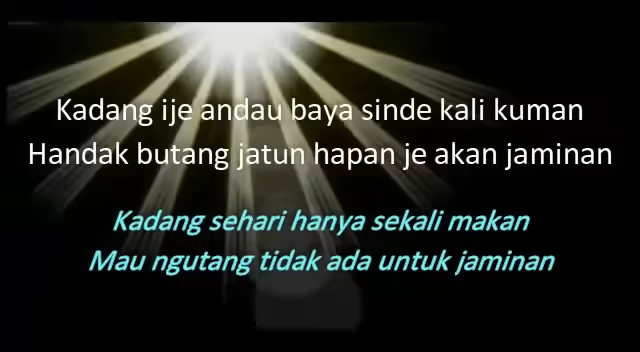 Kadang ije andau baya sinde kali kuman
Handak butang jatun hapan je akan jaminan
Kadang sehari hanya sekali makan
Mau ngutang tidak ada untuk jaminan